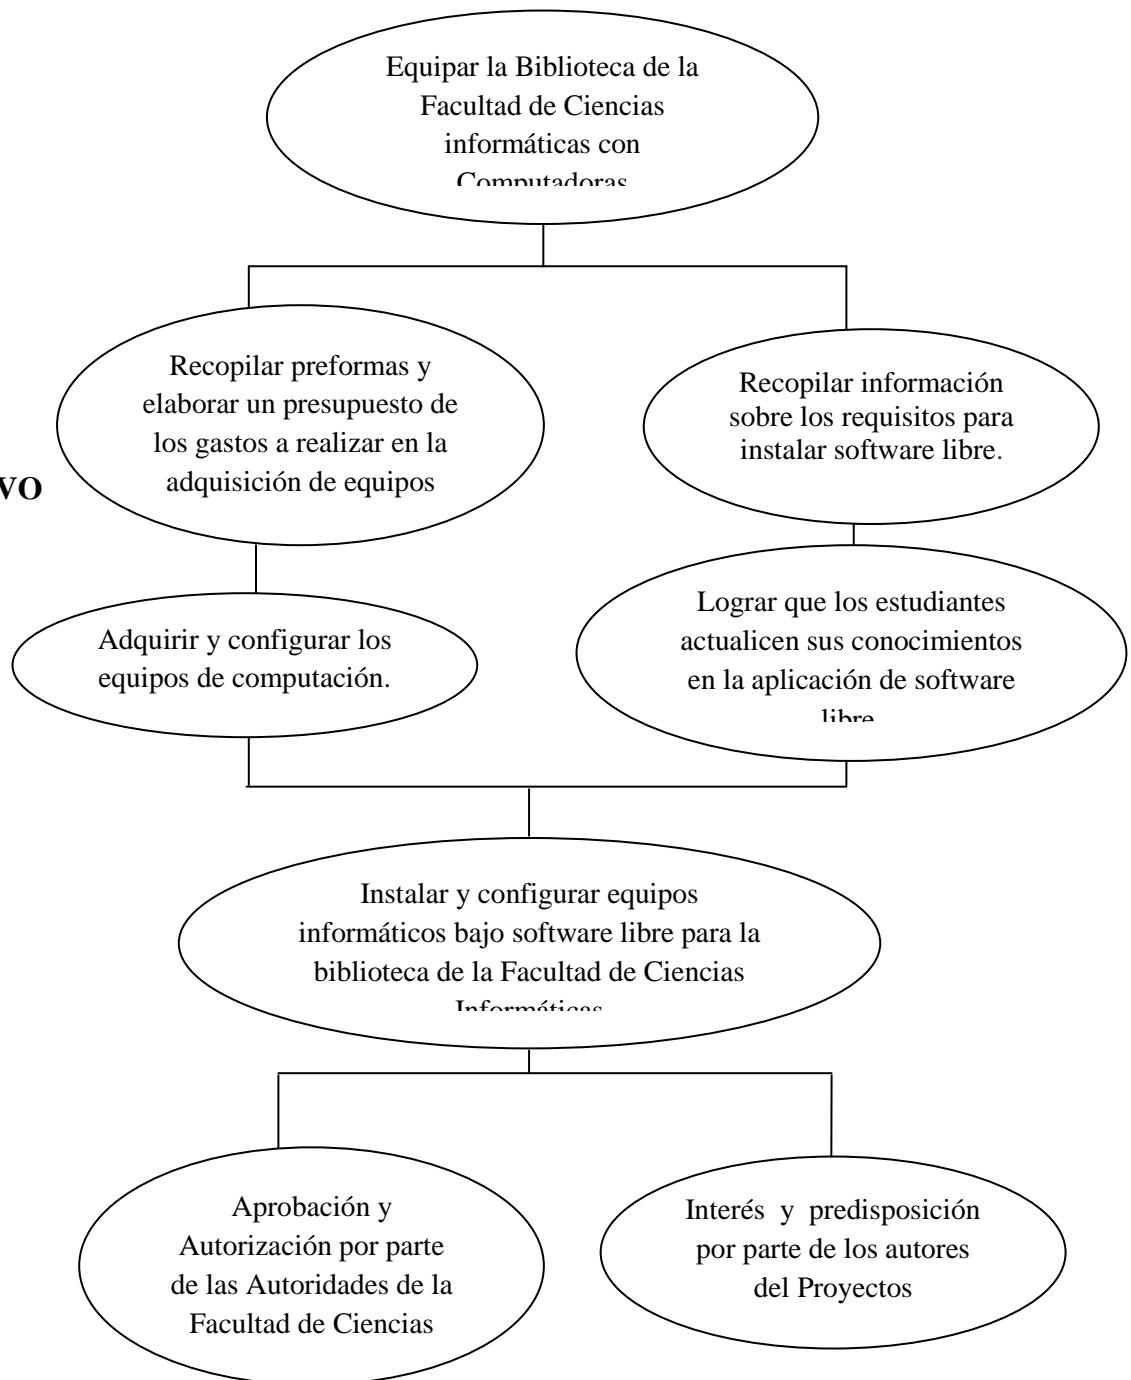 Equipar la Biblioteca de la
Facultad de Ciencias
informáticas con
Computadoras
Recopilar preformas y
elaborar un presupuesto de
los gastos a realizar en la
adquisición de equipos
Recopilar información
sobre los requisitos para
instalar software libre.
VO
Adquirir y configurar los
equipos de computación.
Lograr que los estudiantes
actualicen sus conocimientos
en la aplicación de software
libre
Instalar y configurar equipos
informáticos bajo software libre para la
biblioteca de la Facultad de Ciencias
Informáticas
Aprobación y
Autorización por parte
de las Autoridades de la
Facultad de Ciencias
Interés y predisposición
por parte de los autores
del Proyectos